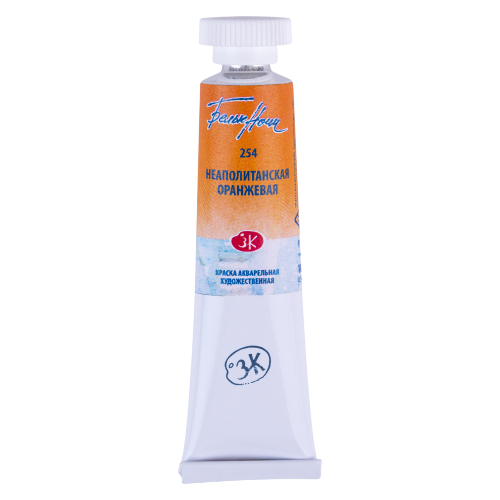 Белые Ночи
254
НЕАПОЛИТАНСКАЯ
ОРАНЖЕВАЯ
ЗК
КРАСКА АКВАРЕЛЬНАЯ
ХУДОЖЕСТВЕННАЯ
ЗК